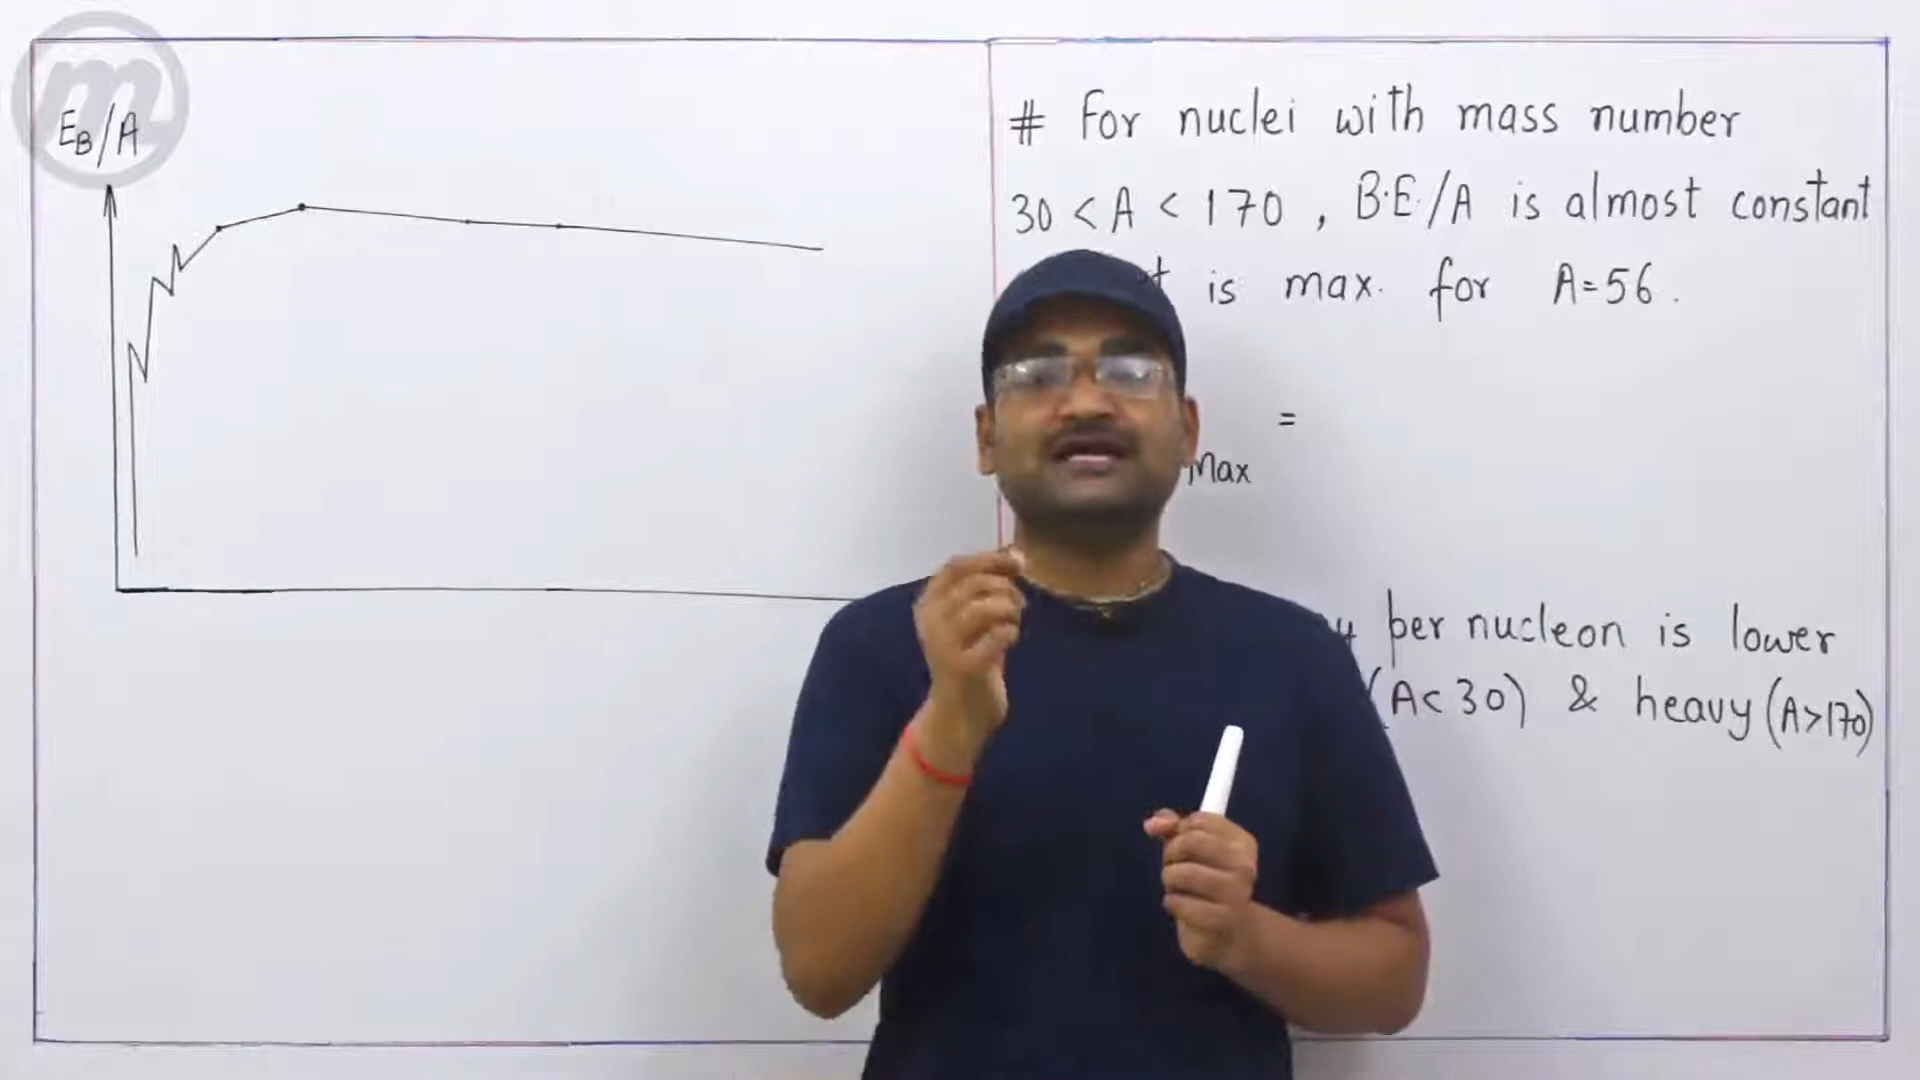 m
E_B/A
# For nuclei with mass number
30 < A < 170 , B.E/A is almost constant
is max. for A=56.
=
Max
per nucleon is lower
(A<30) & heavy (A>170)